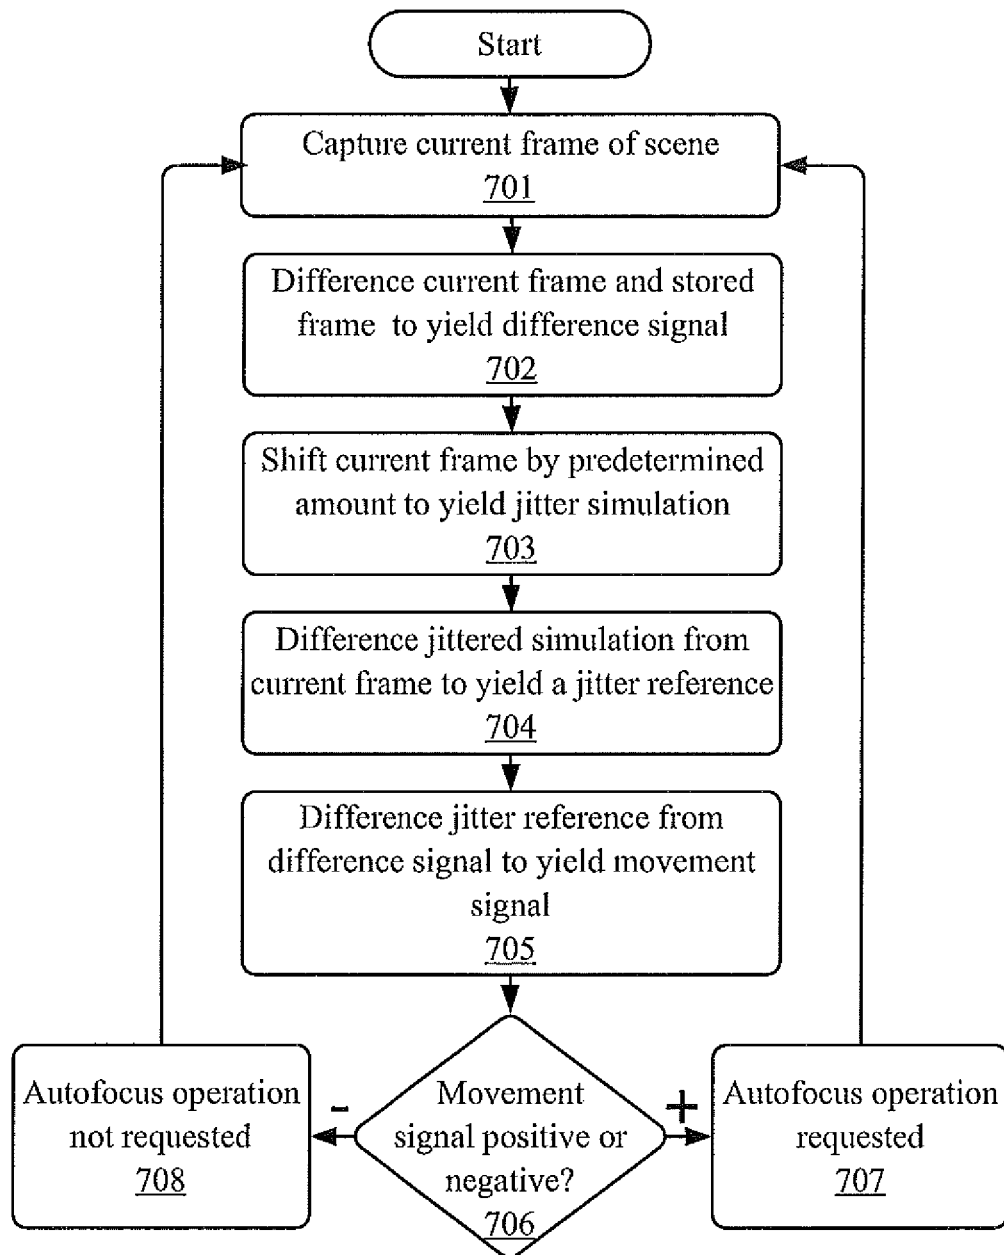 Start
Capture current frame of scene
701
Difference current frame and stored
frame to yield difference signal
702
Shift current frame by predetermined
amount to yield jitter simulation
703
Difference jittered simulation from
current frame to yield a jitter reference
704
Difference jitter reference from
difference signal to yield movement
signal
705
Movement
signal positive or
negative?
706
-
+
Autofocus operation
not requested
708
Autofocus operation
requested
707